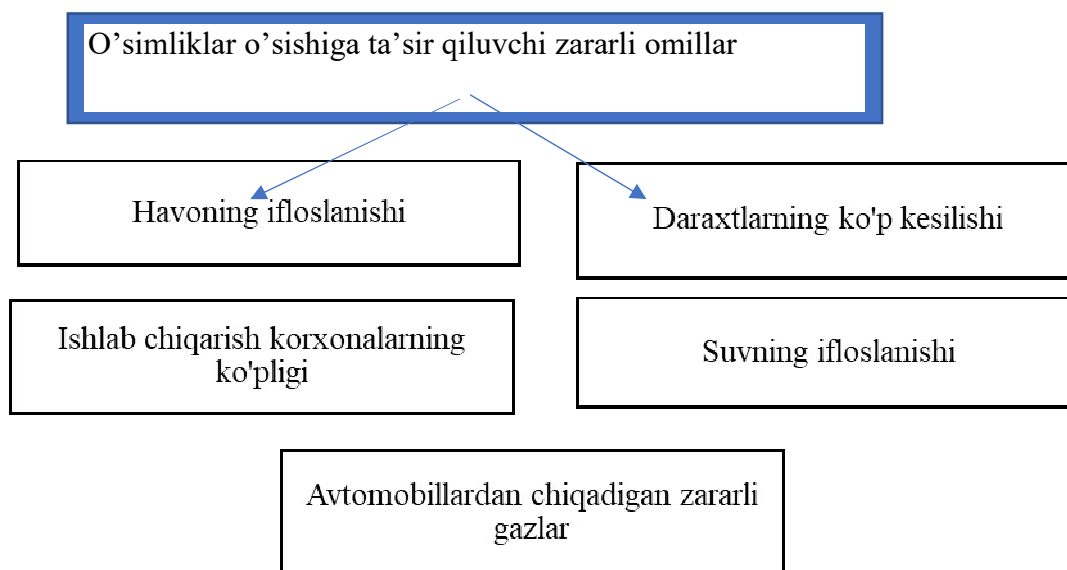 O’simliklar o’sishiga ta’sir qiluvchi zararli omillar
Havoning ifloslanishi
Daraxtlarning ko'p kesilishi
Ishlab chiqarish korxonalarning
ko'pligi
Suvning ifloslanishi
Avtomobillardan chiqadigan zararli
gazlar